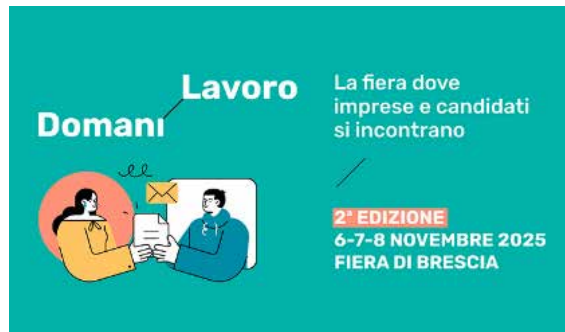 Domani
Lavoro
La fiera dove
imprese e candidati
si incontrano
2ª EDIZIONE
6-7-8 NOVEMBRE 2025
FIERA DI BRESCIA